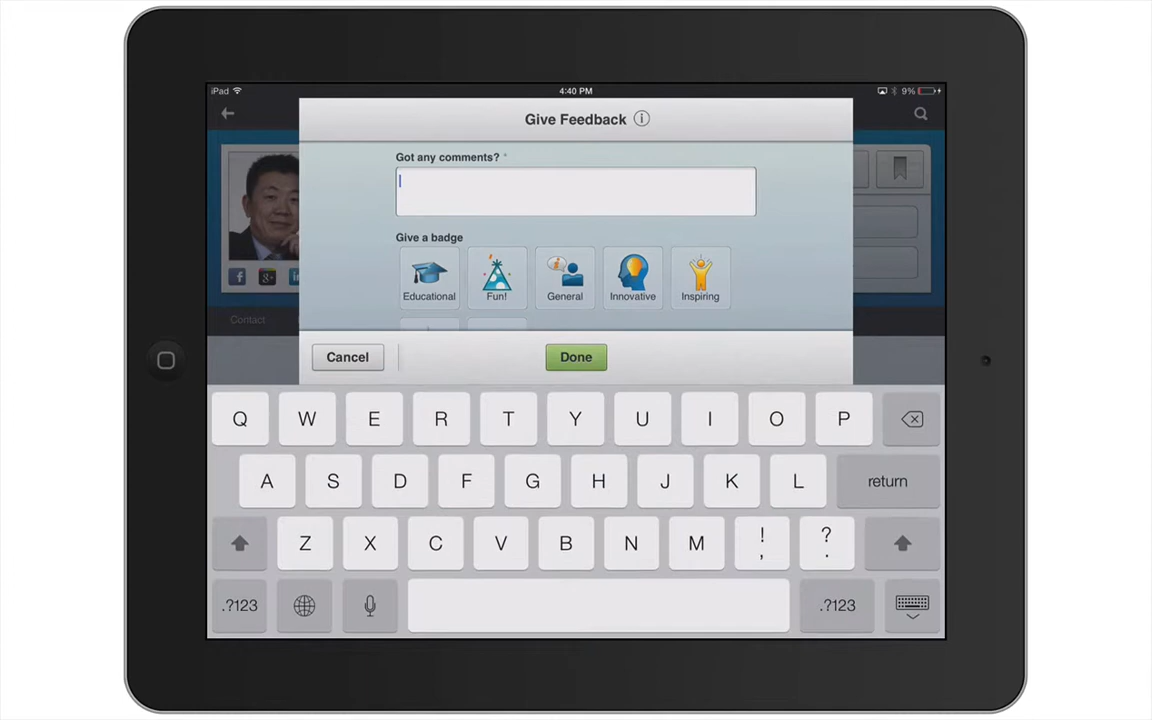 iPad 4:40 PM 9%
Give Feedback i
Got any comments? *
Give a badge
Educational Fun! General Innovative Inspiring
Contact
Cancel Done
Q W E R T Y U I O P
A S D F G H J K L return
Z X C V B N M ! , ? .
.?123 .?123